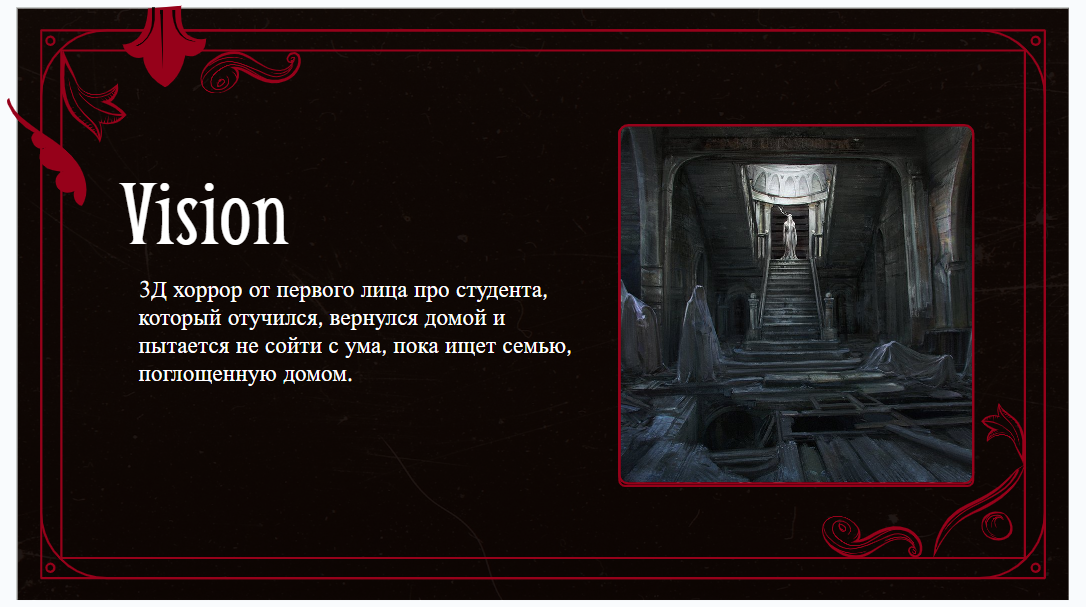 Vision
3Д хоррор от первого лица про студента,
который отучился, вернулся домой и
пытается не сойти с ума, пока ищет семью,
поглощенную домом.